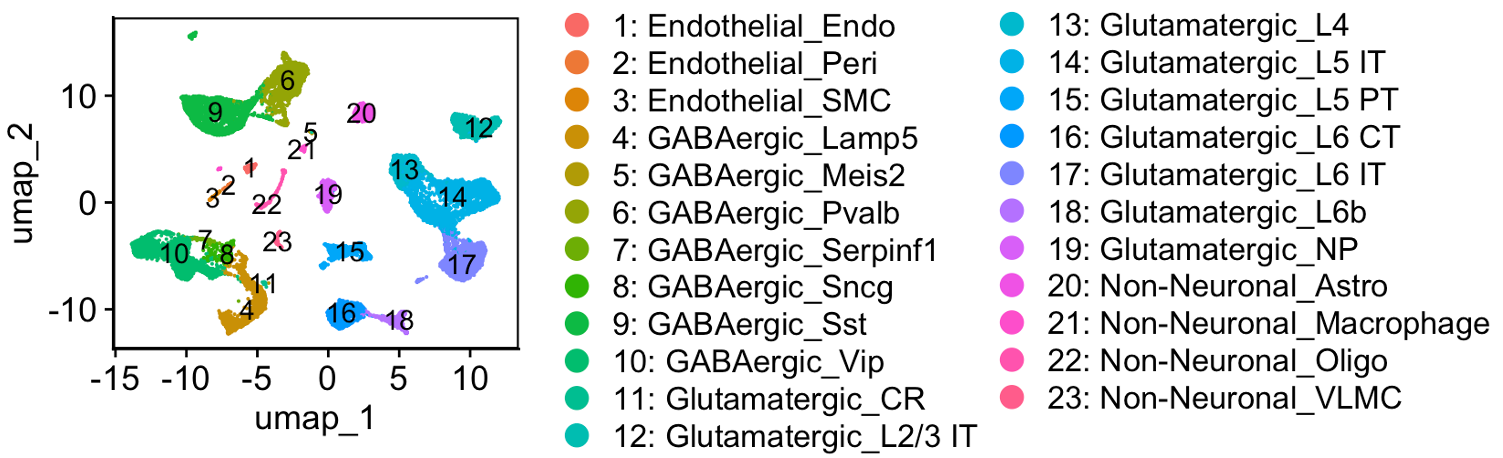 umap_2
10
0
-10
-15 -10 -5 0 5 10
umap_1
6
9
20
12
5
21
1
13
2
3
22
19
14
7
10
8
23
15
17
11
4
16
18
1: Endothelial_Endo
2: Endothelial_Peri
3: Endothelial_SMC
4: GABAergic_Lamp5
5: GABAergic_Meis2
6: GABAergic_Pvalb
7: GABAergic_Serpinf1
8: GABAergic_Sncg
9: GABAergic_Sst
10: GABAergic_Vip
11: Glutamatergic_CR
12: Glutamatergic_L2/3 IT
13: Glutamatergic_L4
14: Glutamatergic_L5 IT
15: Glutamatergic_L5 PT
16: Glutamatergic_L6 CT
17: Glutamatergic_L6 IT
18: Glutamatergic_L6b
19: Glutamatergic_NP
20: Non-Neuronal_Astro
21: Non-Neuronal_Macrophage
22: Non-Neuronal_Oligo
23: Non-Neuronal_VLMC